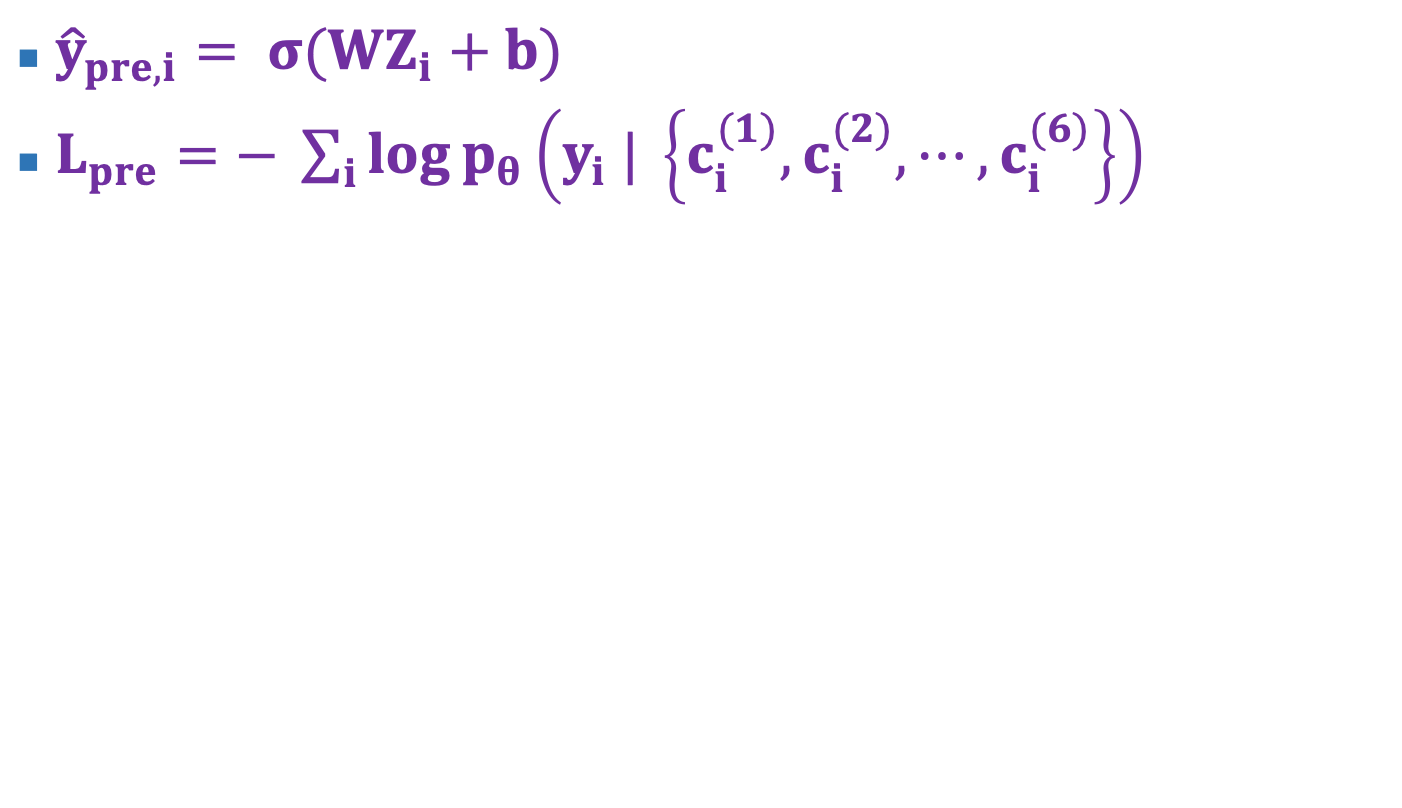 ▪ ŷ_pre,i = σ(WZ_i + b)
▪ L_pre = − ∑_i log p_θ (y_i | {c_i^(1), c_i^(2), ⋯, c_i^(6)})